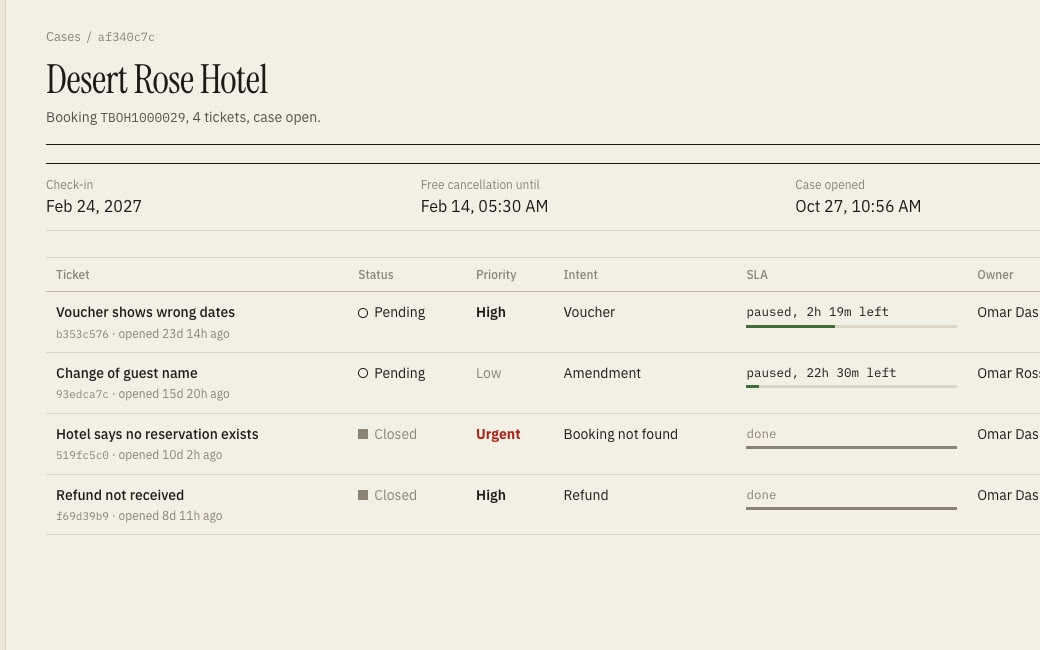 Cases / af340c7c
Desert Rose Hotel
Booking TBOH1000029, 4 tickets, case open.
Check-in Free cancellation until Case opened
Feb 24, 2027 Feb 14, 05:30 AM Oct 27, 10:56 AM
Ticket Status Priority Intent SLA Owner
Voucher shows wrong dates Pending High Voucher paused, 2h 19m left Omar Das
b353c576 · opened 23d 14h ago
Change of guest name Pending Low Amendment paused, 22h 30m left Omar Ros
93edca7c · opened 15d 20h ago
Hotel says no reservation exists Closed Urgent Booking not found done Omar Das
519fc5c0 · opened 10d 2h ago
Refund not received Closed High Refund done Omar Das
f69d39b9 · opened 8d 11h ago